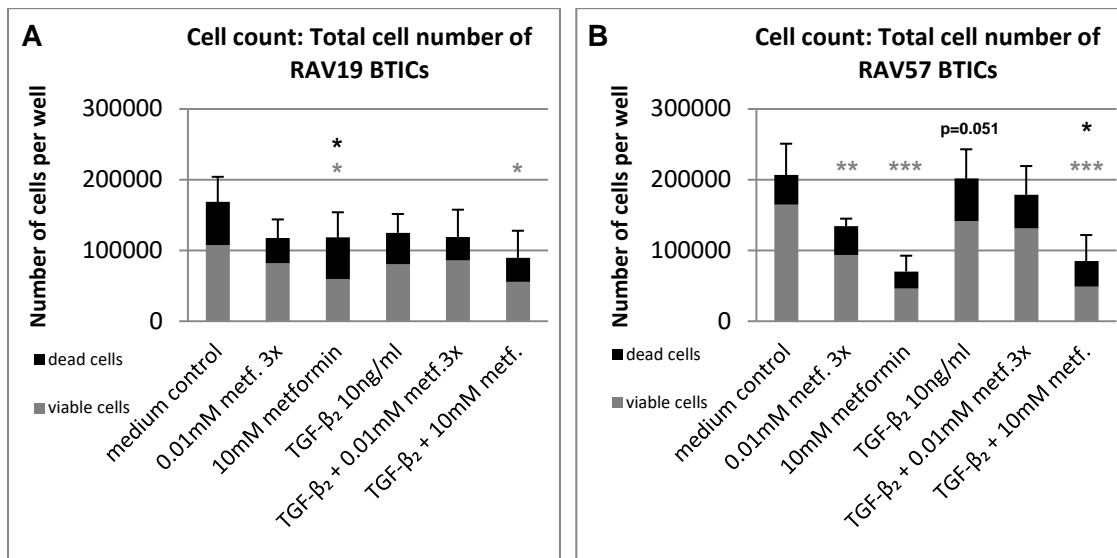 A
Cell count: Total cell number of
RAV19 BTICs
Number of cells per well
300000
200000
100000
0
*
*
*
dead cells
viable cells
medium control
0.01mM metf. 3x
10mM metformin
TGF-β₂ 10ng/ml
TGF-β₂ + 0.01mM metf.3x
TGF-β₂ + 10mM metf.
B
Cell count: Total cell number of
RAV57 BTICs
Number of cells per well
300000
200000
100000
0
**
***
p=0.051
*
***
dead cells
viable cells
medium control
0.01mM metf. 3x
10mM metformin
TGF-β₂ 10ng/ml
TGF-β₂ + 0.01mM metf.3x
TGF-β₂ + 10mM metf.